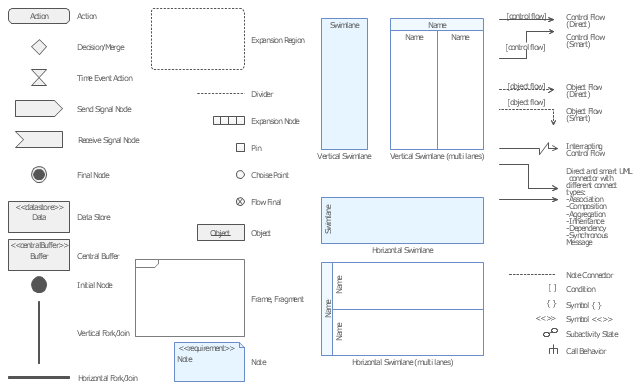 Action
Action
Decision/Merge
Time Event Action
Send Signal Node
Receive Signal Node
Final Node
<<datastore>>
Data
Data Store
<<centralBuffer>>
Buffer
Central Buffer
Initial Node
Vertical Fork/Join
Horizontal Fork/Join
Expansion Region
Divider
Expansion Node
Pin
Choise Point
Flow Final
Object
Object
Frame, Fragment
<<requirement>>
Note
Note
Swimlane
Vertical Swimlane
Name
Name
Name
Vertical Swimlane (multi lanes)
Swimlane
Horizontal Swimlane
Name
Name
Name
Horizontal Swimlane (multi lanes)
[control flow]
Control Flow
(Direct)
[control flow]
Control Flow
(Smart)
[object flow]
Object Flow
(Direct)
[object flow]
Object Flow
(Smart)
Interrupting
Control Flow
Direct and smart UML
connector with
different connect
types:
-Association
-Composition
-Aggregation
-Inheritance
-Dependency
-Synchronous
Message
Note Connector
[ ]
Condition
{ }
Symbol { }
<<>>
Symbol <<>>
Subactivity State
Call Behavior